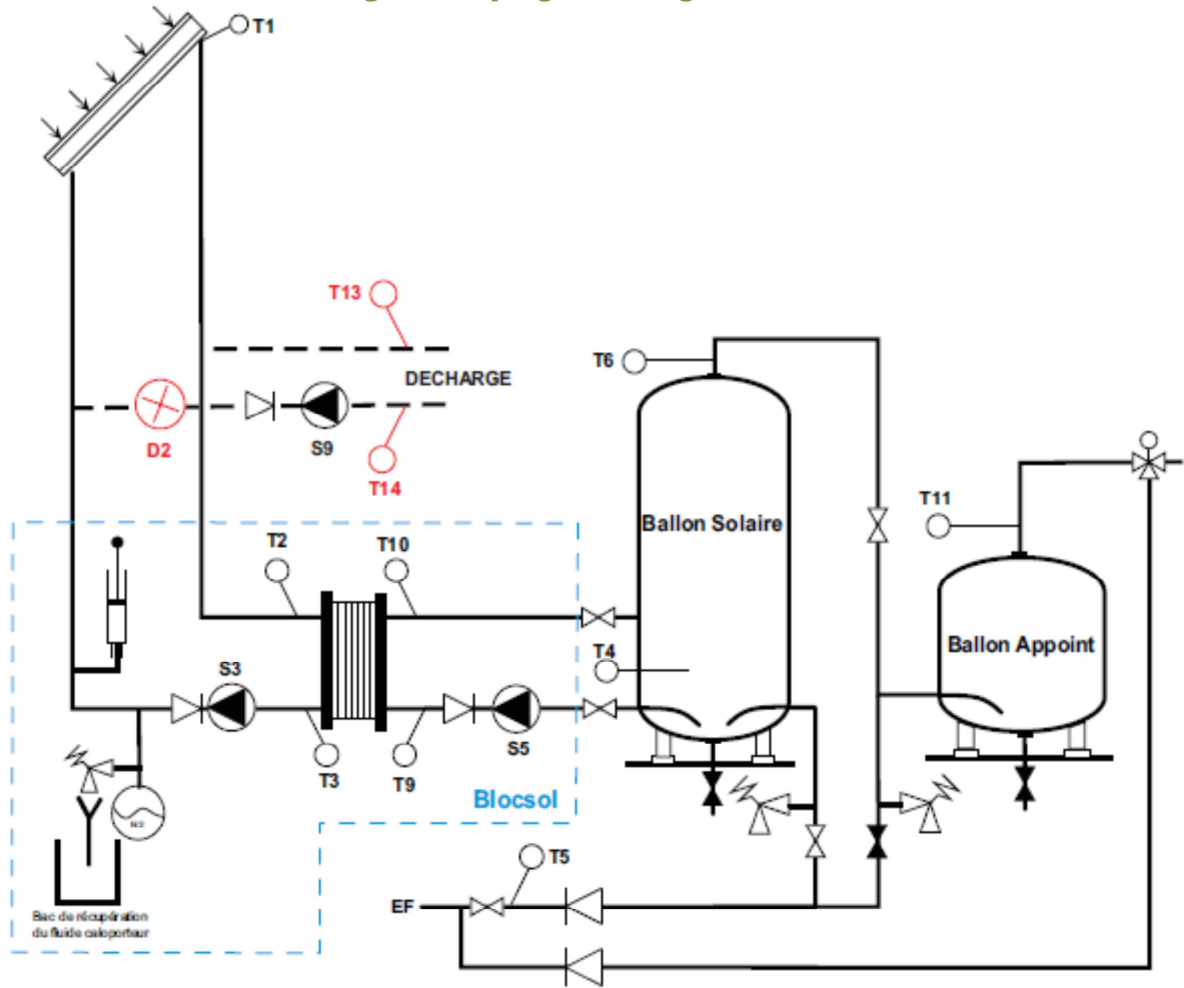 T1
T13
DECHARGE
T6
D2
S9
T14
T11
Ballon Solaire
T2
T10
Ballon Appoint
T4
S3
S5
T3
T9
Blocsol
T5
EF
Bac de récupération
du fluide caloporteur